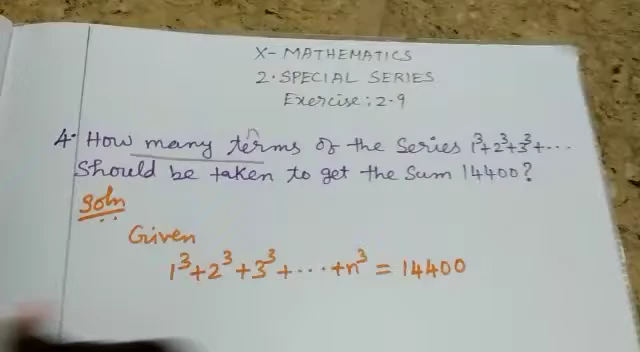 X-MATHEMATICS
2. SPECIAL SERIES
Exercise: 2.9
n
4. How many terms of the Series 1³+2³+3³+...
Should be taken to get the Sum 14400?
Soln
Given
1³+2³+3³+...+n³ = 14400